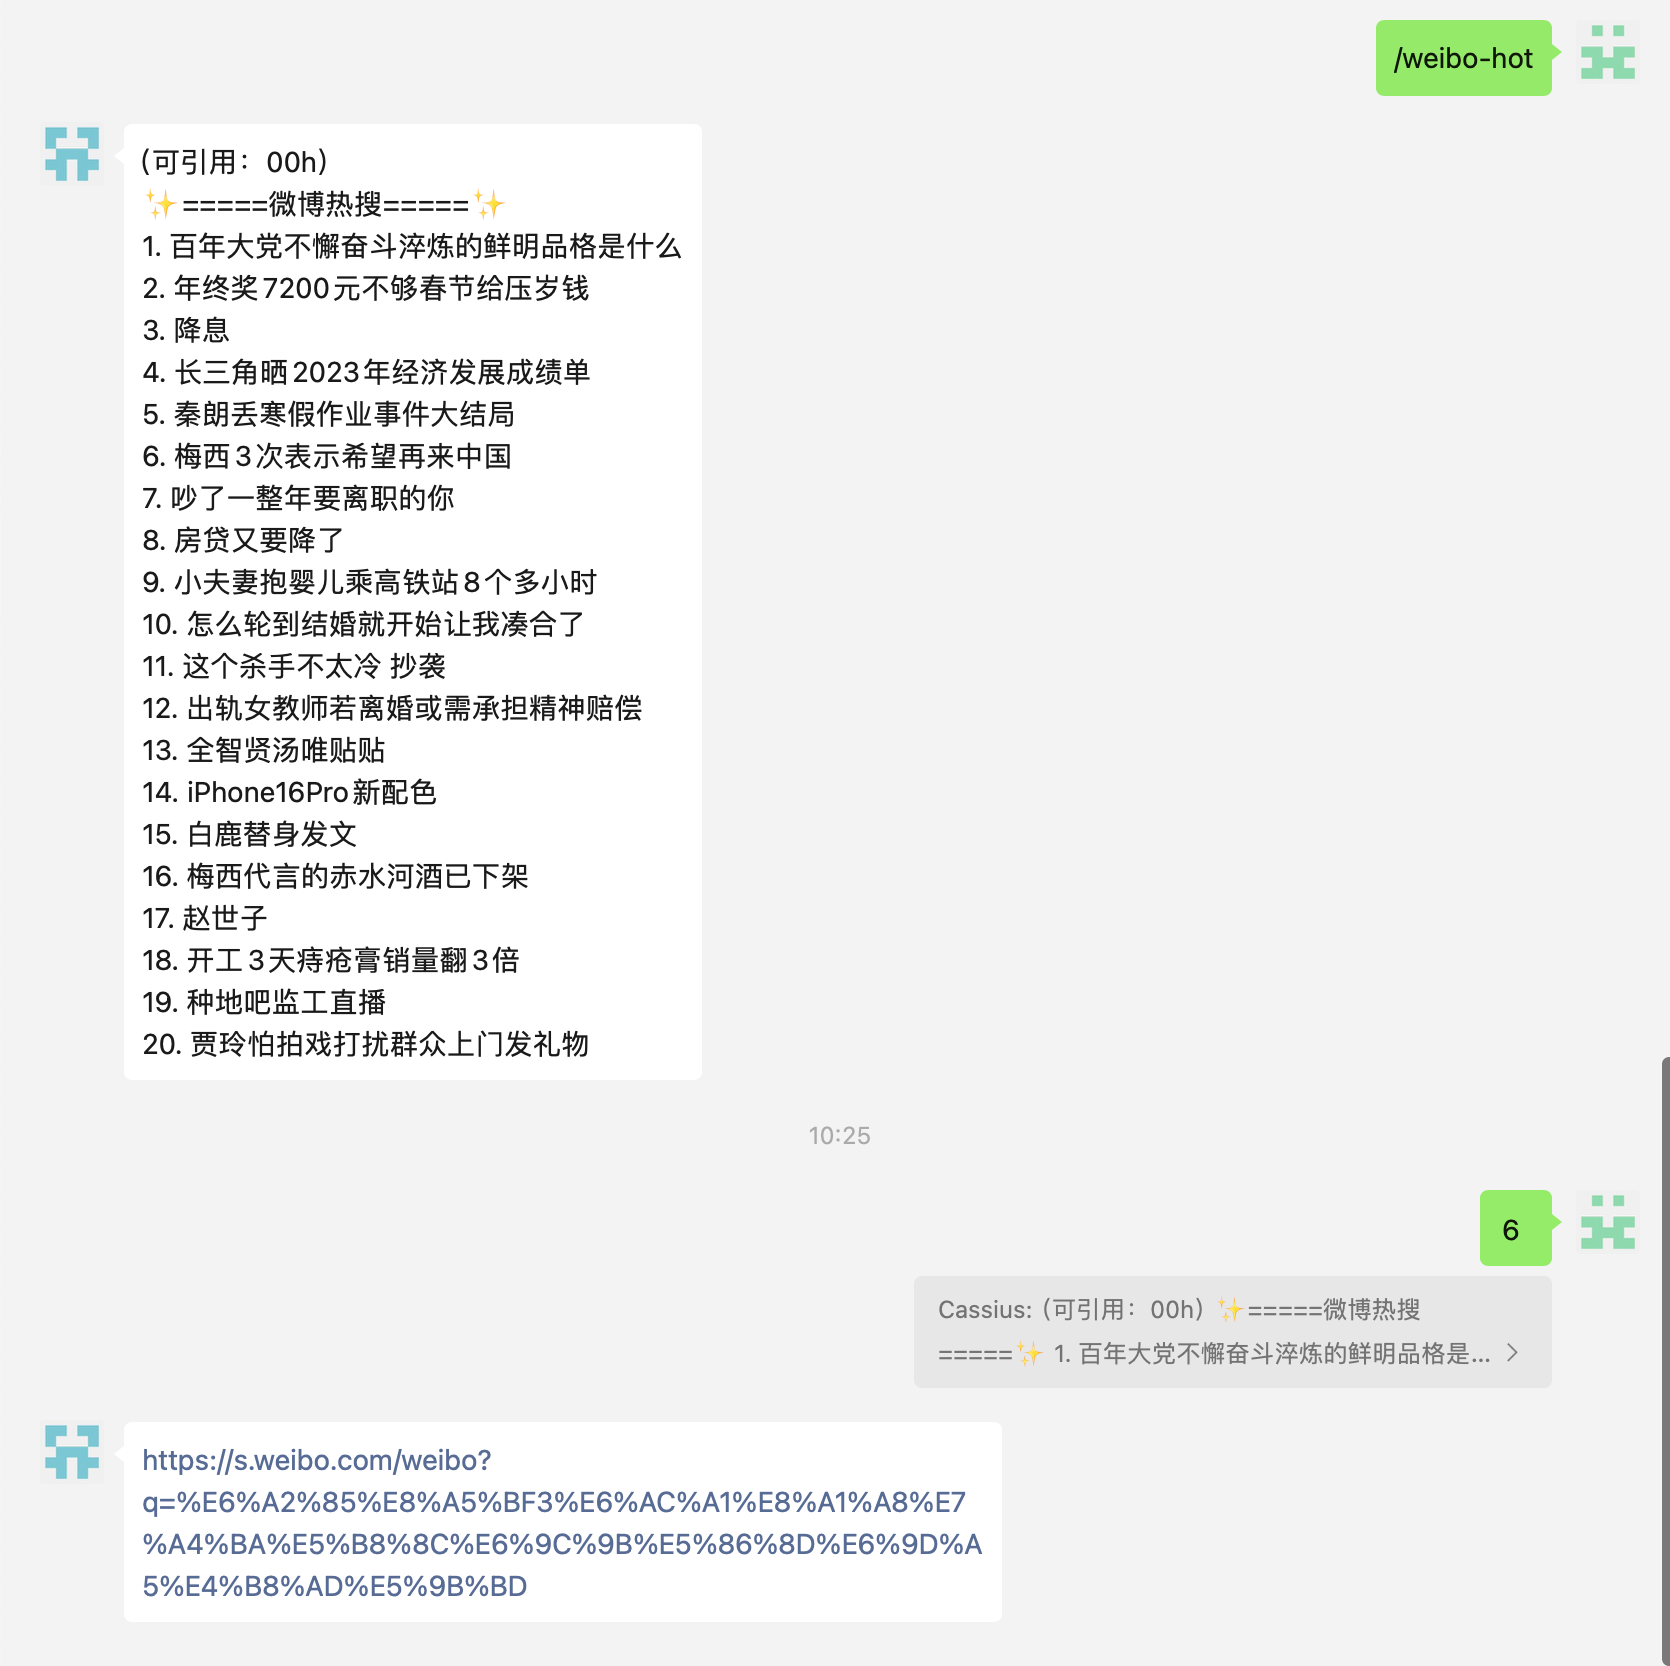 /weibo-hot
（可引用：00h）
✨=====微博热搜=====✨
1. 百年大党不懈奋斗淬炼的鲜明品格是什么
2. 年终奖7200元不够春节给压岁钱
3. 降息
4. 长三角晒2023年经济发展成绩单
5. 秦朗丢寒假作业事件大结局
6. 梅西3次表示希望再来中国
7. 吵了一整年要离职的你
8. 房贷又要降了
9. 小夫妻抱婴儿乘高铁站8个多小时
10. 怎么轮到结婚就开始让我凑合了
11. 这个杀手不太冷 抄袭
12. 出轨女教师若离婚或需承担精神赔偿
13. 全智贤汤唯贴贴
14. iPhone16Pro新配色
15. 白鹿替身发文
16. 梅西代言的赤水河酒已下架
17. 赵世子
18. 开工3天痔疮膏销量翻3倍
19. 种地吧监工直播
20. 贾玲怕拍戏打扰群众上门发礼物
10:25
6
Cassius:（可引用：00h）✨=====微博热搜
=====✨ 1. 百年大党不懈奋斗淬炼的鲜明品格是...
https://s.weibo.com/weibo?
q=%E6%A2%85%E8%A5%BF3%E6%AC%A1%E8%A1%A8%E7
%A4%BA%E5%B8%8C%E6%9C%9B%E5%86%8D%E6%9D%A
5%E4%B8%AD%E5%9B%BD